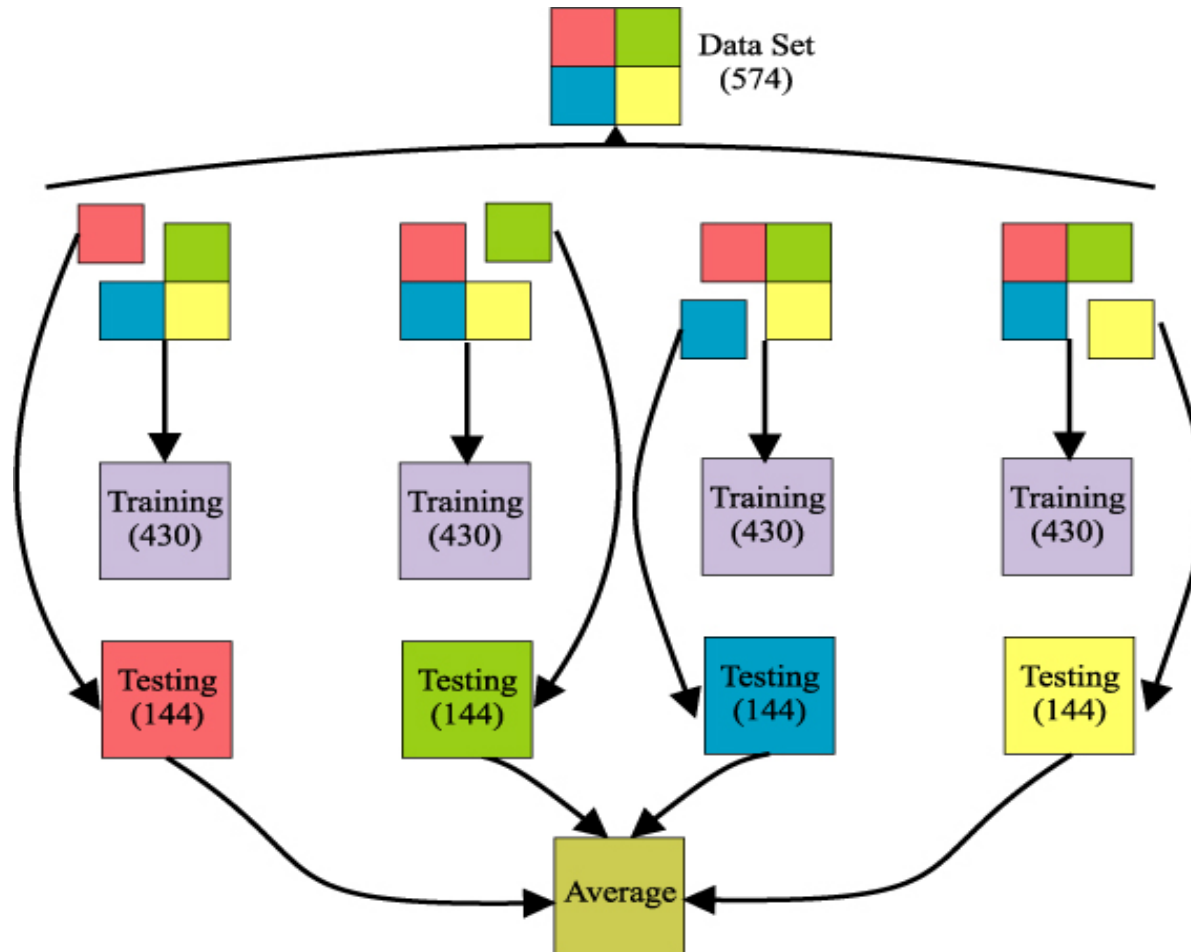 Data Set
(574)
Training
(430)
Training
(430)
Training
(430)
Training
(430)
Testing
(144)
Testing
(144)
Testing
(144)
Testing
(144)
Average